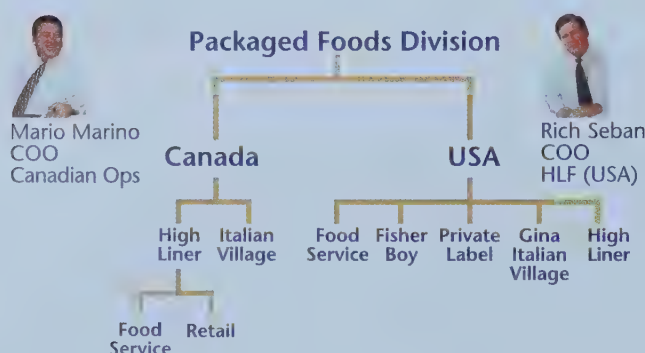 Packaged Foods Division
Mario Marino
COO
Canadian Ops
Rich Seban
COO
HLF (USA)
Canada
USA
High
Liner
Italian
Village
Food
Service
Fisher
Boy
Private
Label
Gina
Italian
Village
High
Liner
Food
Service
Retail